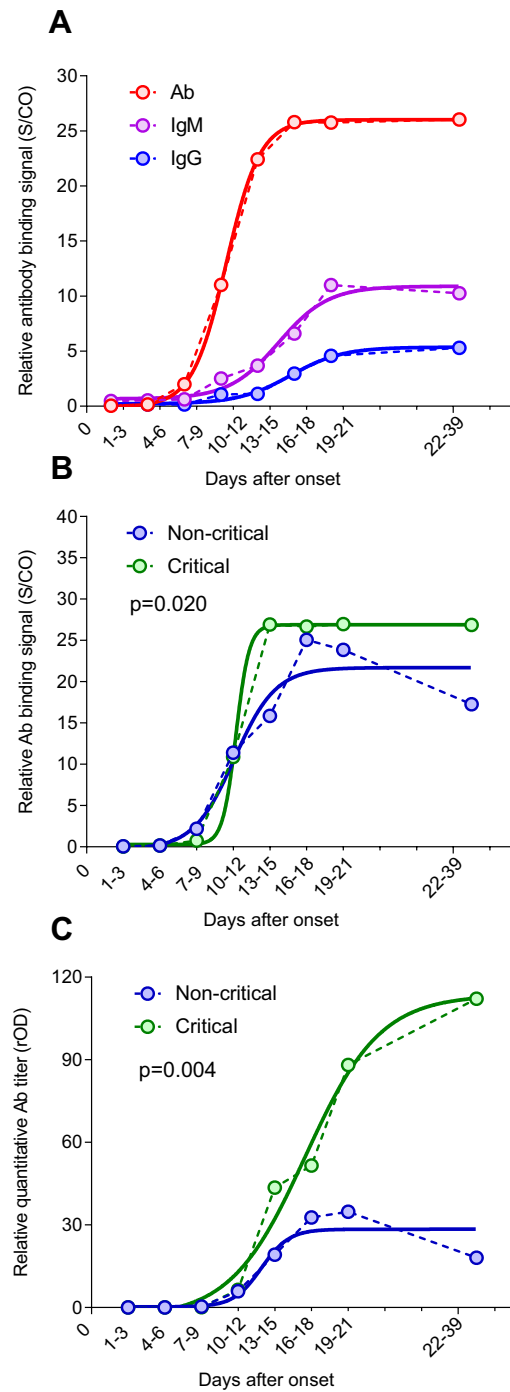 A
Relative antibody binding signal (S/CO)
30
25
20
15
10
5
0
Ab
IgM
IgG
0
1-3
4-6
7-9
10-12
13-15
16-18
19-21
22-39
Days after onset
B
Relative Ab binding signal (S/CO)
40
35
30
25
20
15
10
5
0
Non-critical
Critical
p=0.020
0
1-3
4-6
7-9
10-12
13-15
16-18
19-21
22-39
Days after onset
C
Relative quantitative Ab titer (rOD)
120
90
60
30
0
Non-critical
Critical
p=0.004
0
1-3
4-6
7-9
10-12
13-15
16-18
19-21
22-39
Days after onset